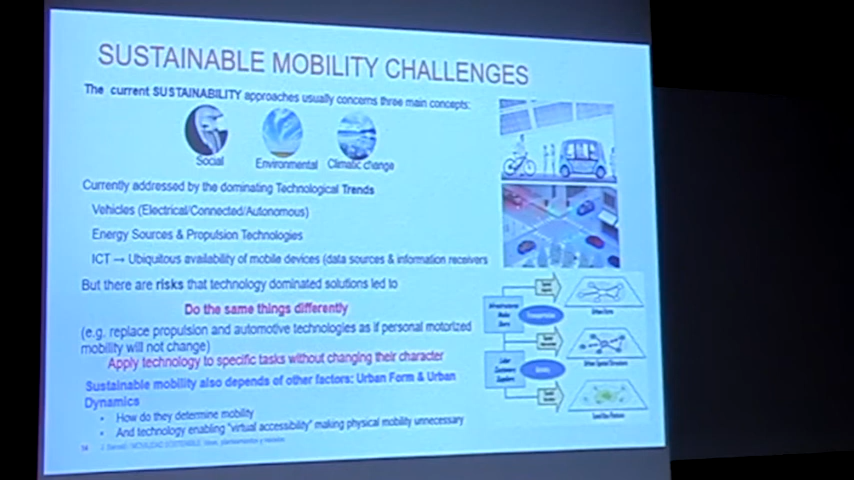 SUSTAINABLE MOBILITY CHALLENGES
The current SUSTAINABILITY approaches usually concerns three main concepts:
Social Environmental Climatic change
Currently addressed by the dominating Technological Trends
Vehicles (Electrical/Connected/Autonomous)
Energy Sources & Propulsion Technologies
ICT → Ubiquitous availability of mobile devices (data sources & information receivers
But there are risks that technology dominated solutions led to
Do the same things differently
(e.g. replace propulsion and automotive technologies as if personal motorized
mobility will not change)
Apply technology to specific tasks without changing their character
Sustainable mobility also depends of other factors: Urban Form & Urban
Dynamics
• How do they determine mobility
• And technology enabling "virtual accessibility" making physical mobility unnecessary
Urban Form